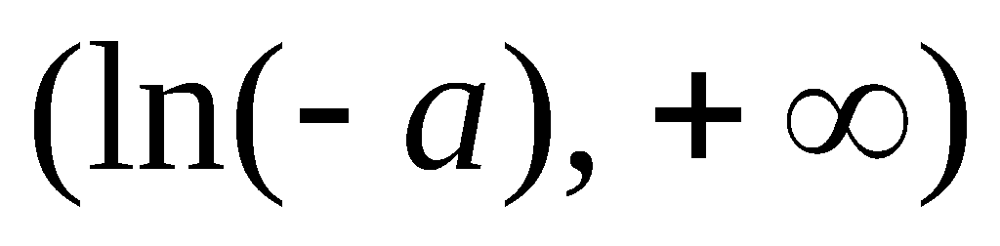 (ln(- a), + ∞)